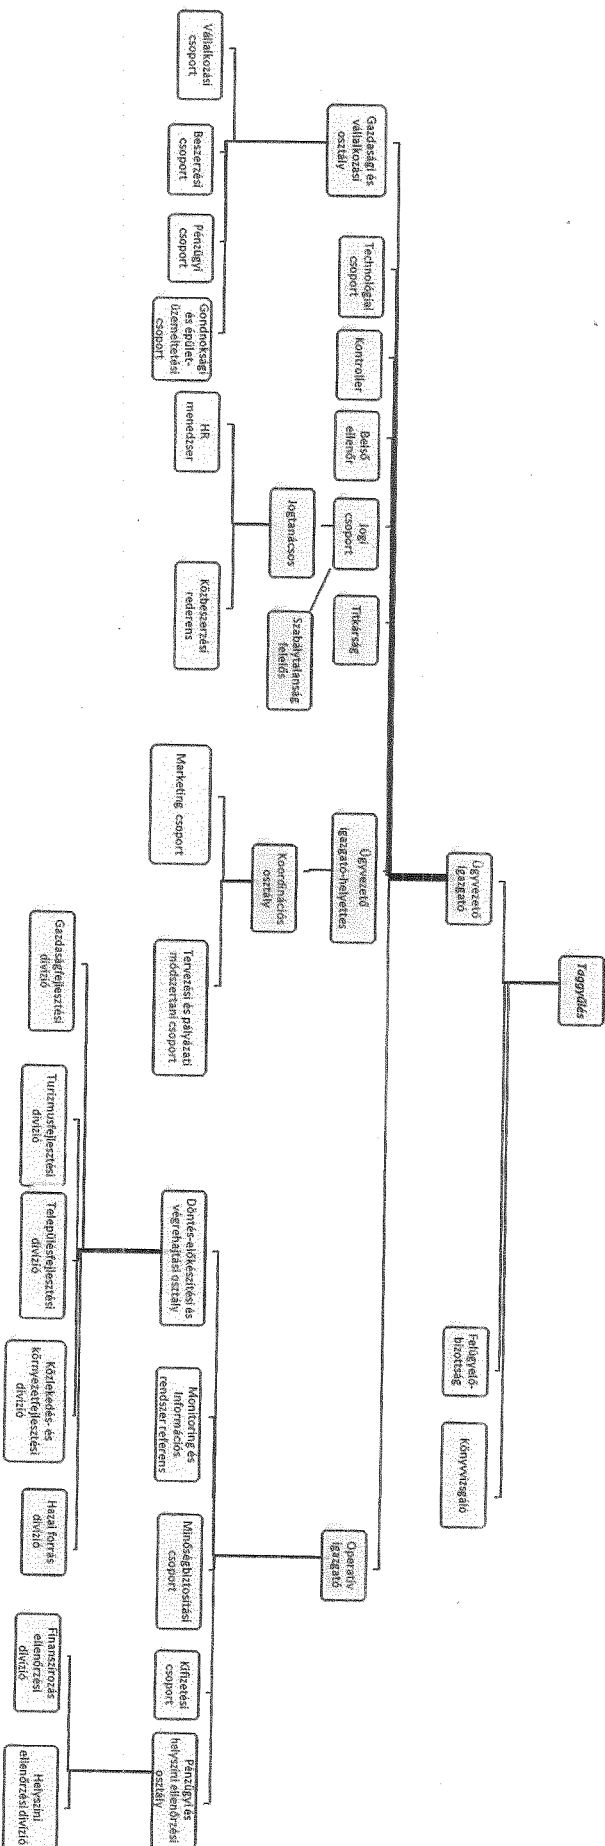 Taggyűlés
Ügyvezető
igazgató
Felügyelő-
bizottság
Könyvvizsgáló
Gazdasági és
vállalkozási
osztály
Technológiai
csoport
Kontroller
Belső
ellenőr
Jogi
csoport
Titkárság
Ügyvezető
igazgató-helyettes
Operatív
igazgató
Jogtanácsos
Szabálytalanság
felelős
Koordinációs
osztály
Vállalkozási
csoport
Beszerzési
csoport
Pénzügyi
csoport
Gondnoksági
és épület-
üzemeltetési
csoport
HR
menedzser
Közbeszerzési
rederens
Marketing csoport
Tervezési és pályázati
módszertani csoport
Döntés-előkészítési és
végrehajtási osztály
Monitoring és
Információs
rendszer referens
Minőségbiztosítási
csoport
Kifizetési
csoport
Pénzügyi és
helyszíni ellenőrzési
osztály
Gazdaságfejlesztési
divízió
Turizmusfejlesztési
divízió
Településfejlesztési
divízió
Közlekedés- és
környezetfejlesztési
divízió
Hazai forrás
divízió
Finanszírozás
ellenőrzési
divízió
Helyszíni
ellenőrzési divízió